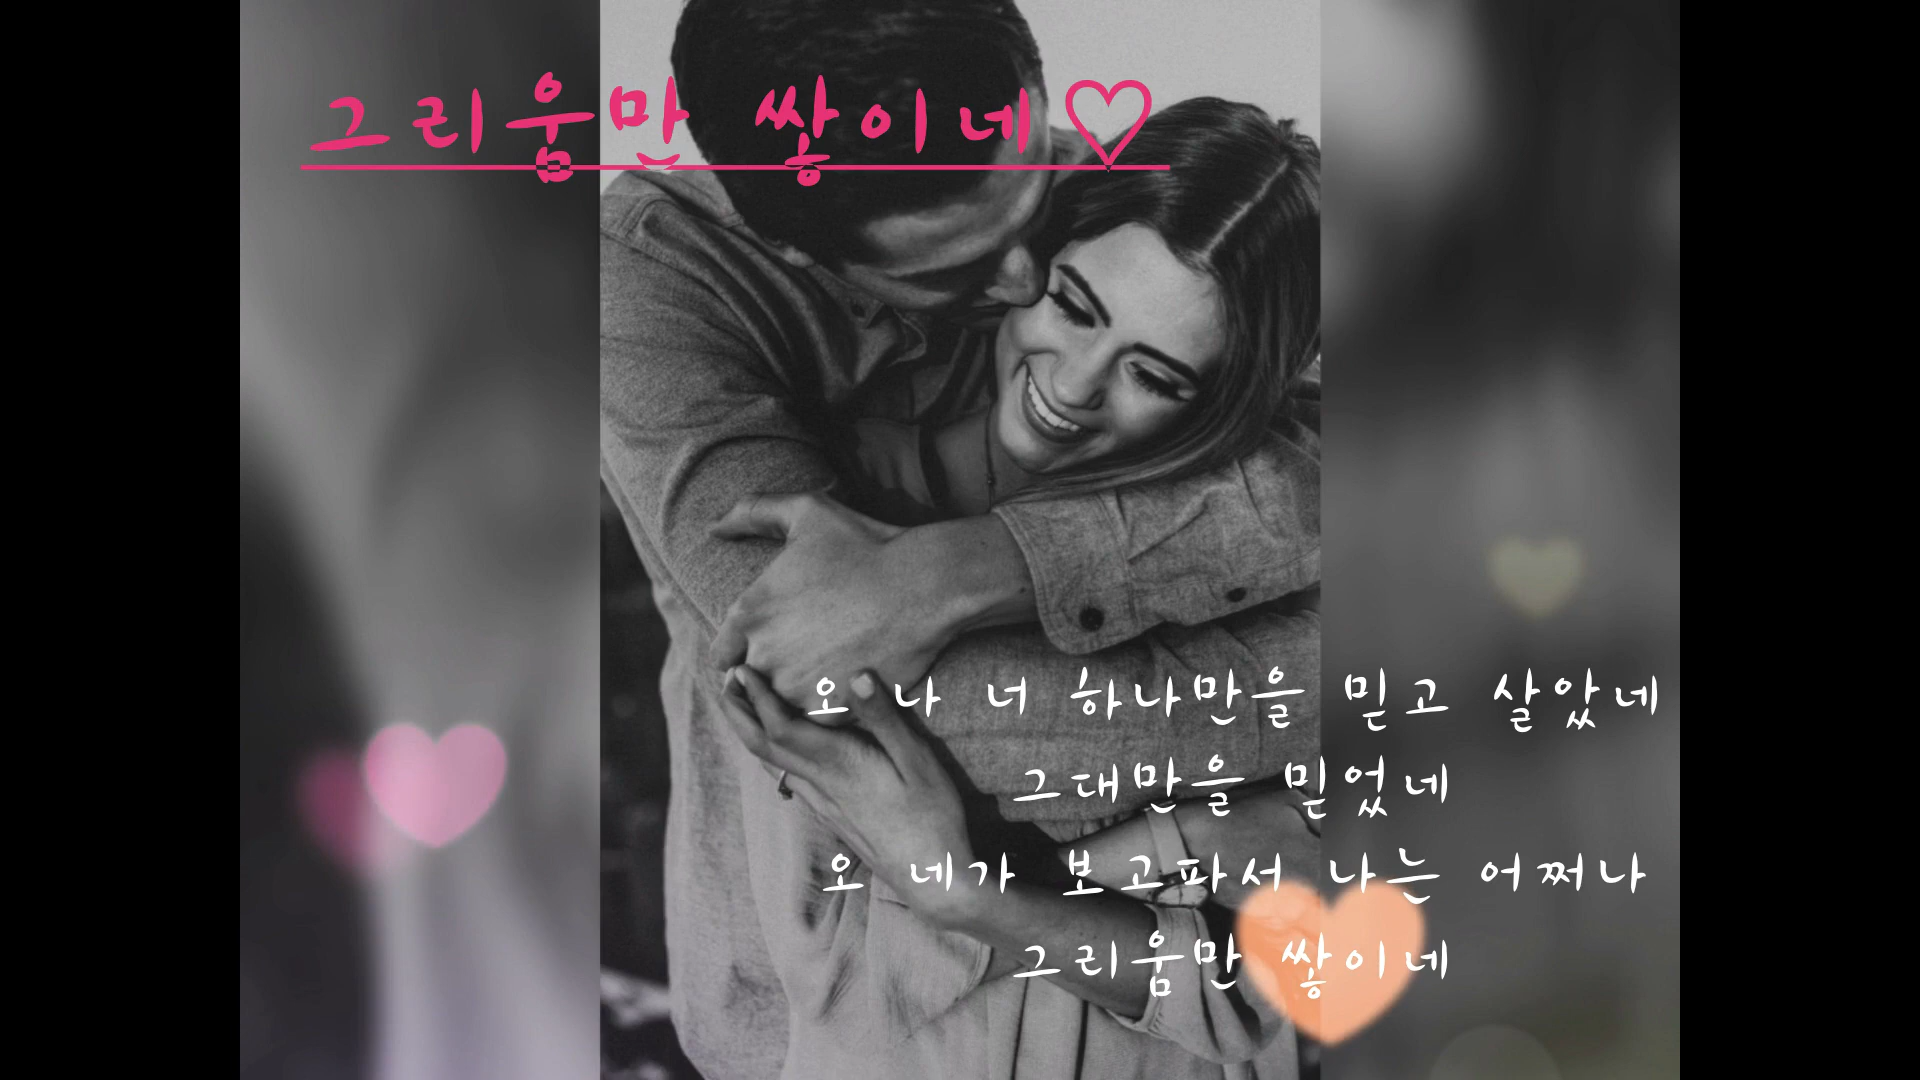 그리움만 쌓이네♡
오 나 너 하나만을 믿고 살았네
그대만을 믿었네
오 네가 보고파서 나는 어쩌나
그리움만 쌓이네